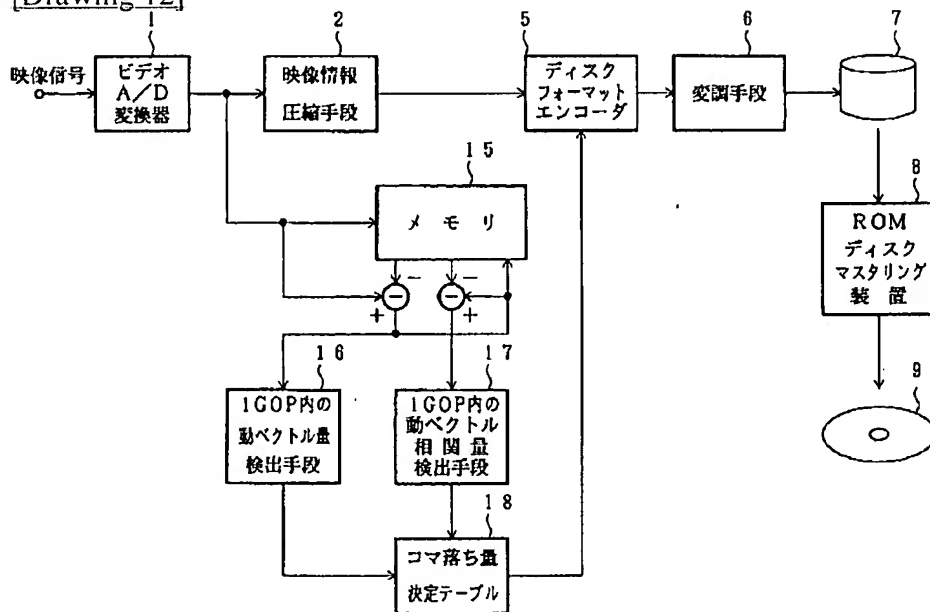 [Drawing 12]
1
2
5
6
7
映像信号
ビデオ
A/D
変換器
映像情報
圧縮手段
ディスク
フォーマット
エンコーダ
変調手段
15
メモリ
8
ROM
ディスク
マスタリング
装置
−
−
−
−
+
+
16
17
9
1GOP内の
動ベクトル量
検出手段
1GOP内の
動ベクトル
相関量
検出手段
18
コマ落ち量
決定テーブル